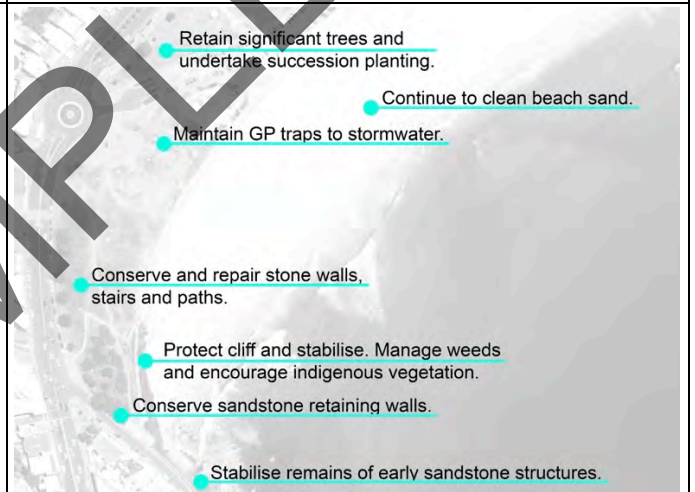 Retain significant trees and
undertake succession planting.
Continue to clean beach sand.
Maintain GP traps to stormwater.
Conserve and repair stone walls,
stairs and paths.
Protect cliff and stabilise. Manage weeds
and encourage indigenous vegetation.
Conserve sandstone retaining walls.
Stabilise remains of early sandstone structures.